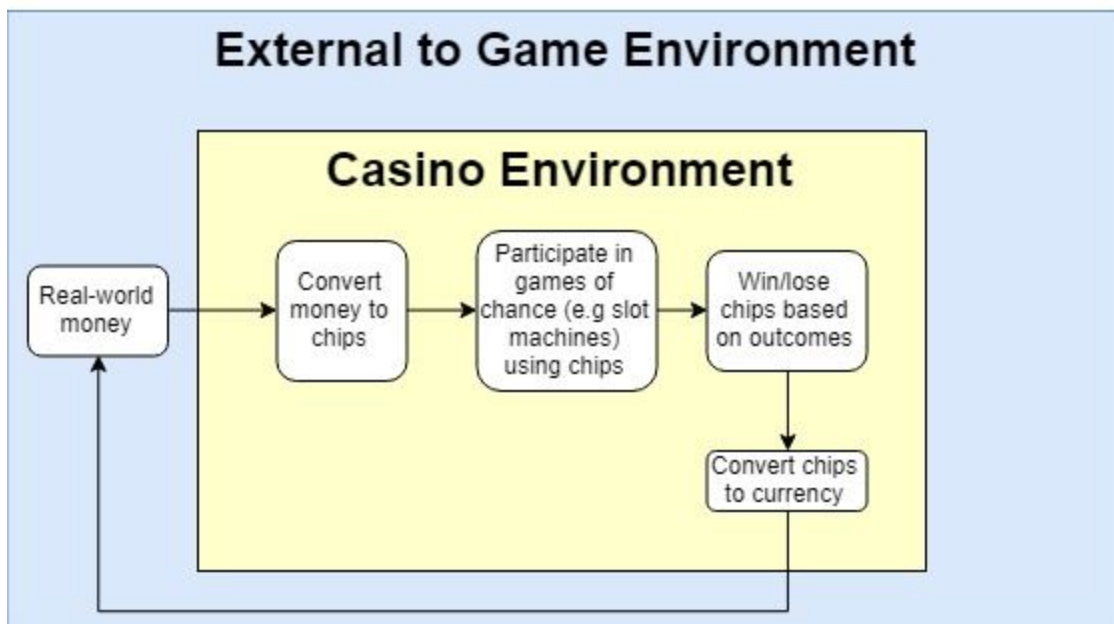 External to Game Environment
Casino Environment
Real-world
money
Convert
money to
chips
Participate in
games of
chance (e.g slot
machines)
using chips
Win/lose
chips based
on outcomes
Convert chips
to currency